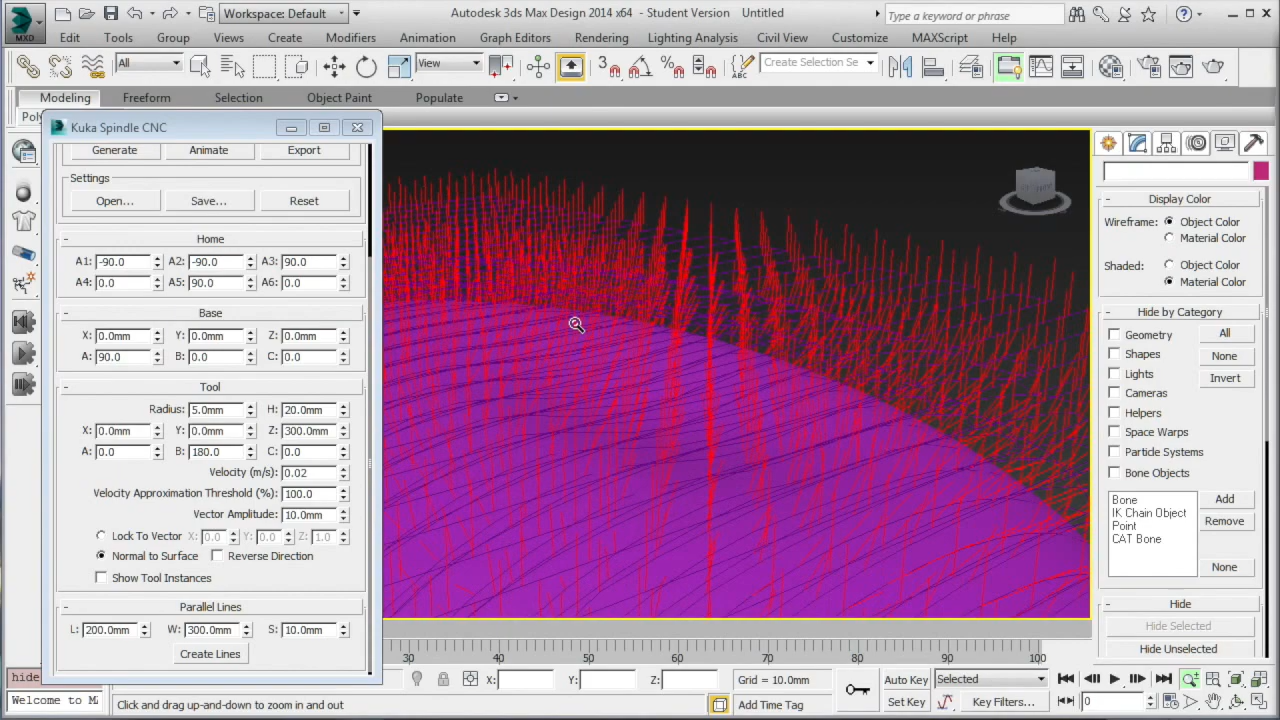 MXD
Workspace: Default
Autodesk 3ds Max Design 2014 x64 - Student Version Untitled
Type a keyword or phrase
Edit Tools Group Views Create Modifiers Animation Graph Editors Rendering Lighting Analysis Civil View Customize MAXScript Help
All
View
3
Create Selection Se
Modeling Freeform Selection Object Paint Populate
Kuka Spindle CNC
Generate Animate Export
Settings
Open... Save... Reset
- Home
A1: -90.0 A2: -90.0 A3: 90.0
A4: 0.0 A5: 90.0 A6: 0.0
- Base
X: 0.0mm Y: 0.0mm Z: 0.0mm
A: 90.0 B: 0.0 C: 0.0
- Tool
Radius: 5.0mm H: 20.0mm
X: 0.0mm Y: 0.0mm Z: 300.0mm
A: 0.0 B: 180.0 C: 0.0
Velocity (m/s): 0.02
Velocity Approximation Threshold (%): 100.0
Vector Amplitude: 10.0mm
Lock To Vector X: 0.0 Y: 0.0 Z: 1.0
Normal to Surface Reverse Direction
Show Tool Instances
- Parallel Lines
L: 200.0mm W: 300.0mm S: 10.0mm
Create Lines
- Display Color
Wireframe: Object Color
Material Color
Shaded: Object Color
Material Color
- Hide by Category
Geometry All
Shapes None
Lights Invert
Cameras
Helpers
Space Warps
Particle Systems
Bone Objects
Bone Add
IK Chain Object
Point Remove
CAT Bone
None
- Hide
Hide Selected
Hide Unselected
30 40 50 60 70 80 90 100
hide
X: Y: Z: Grid = 10.0mm Auto Key Selected
Welcome to M
Click and drag up-and-down to zoom in and out Add Time Tag Set Key Key Filters... 0